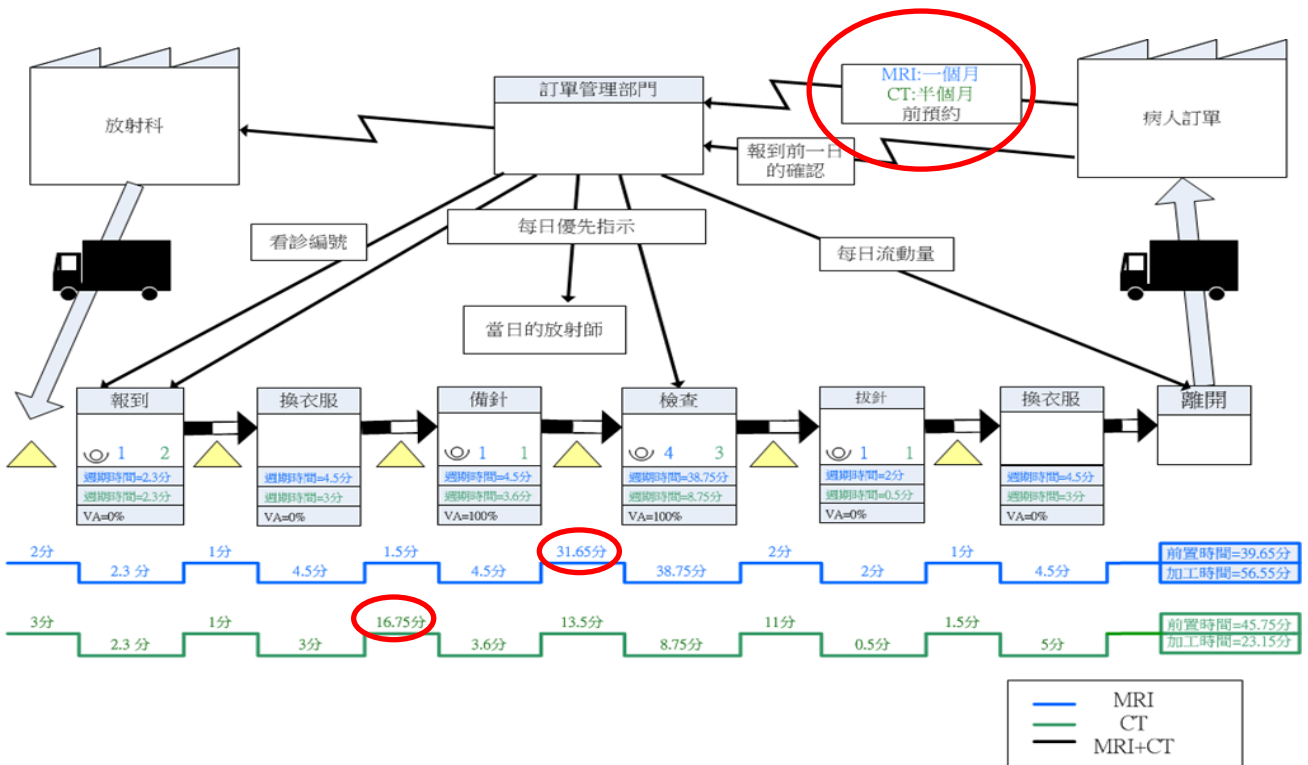 放射科
訂單管理部門
MRI:一個月
CT:半個月
前預約
病人訂單
報到前一日
的確認
看診編號
每日優先指示
每日流動量
當日的放射師
報到
1 2
週期時間=2.3分
週期時間=2.3分
VA=0%
換衣服
週期時間=4.5分
週期時間=3分
VA=0%
備針
1 1
週期時間=4.5分
週期時間=3.6分
VA=100%
檢查
4 3
週期時間=38.75分
週期時間=8.75分
VA=100%
拔針
1 1
週期時間=2分
週期時間=0.5分
VA=0%
換衣服
週期時間=4.5分
週期時間=3分
VA=0%
離開
2分 1分 1.5分 31.65分 2分 1分 前置時間=39.65分
2.3 分 4.5分 4.5分 38.75分 2分 4.5分 加工時間=56.55分
3分 1分 16.75分 13.5分 11分 1.5分 前置時間=45.75分
2.3 分 3分 3.6分 8.75分 0.5分 5分 加工時間=23.15分
MRI
CT
MRI+CT